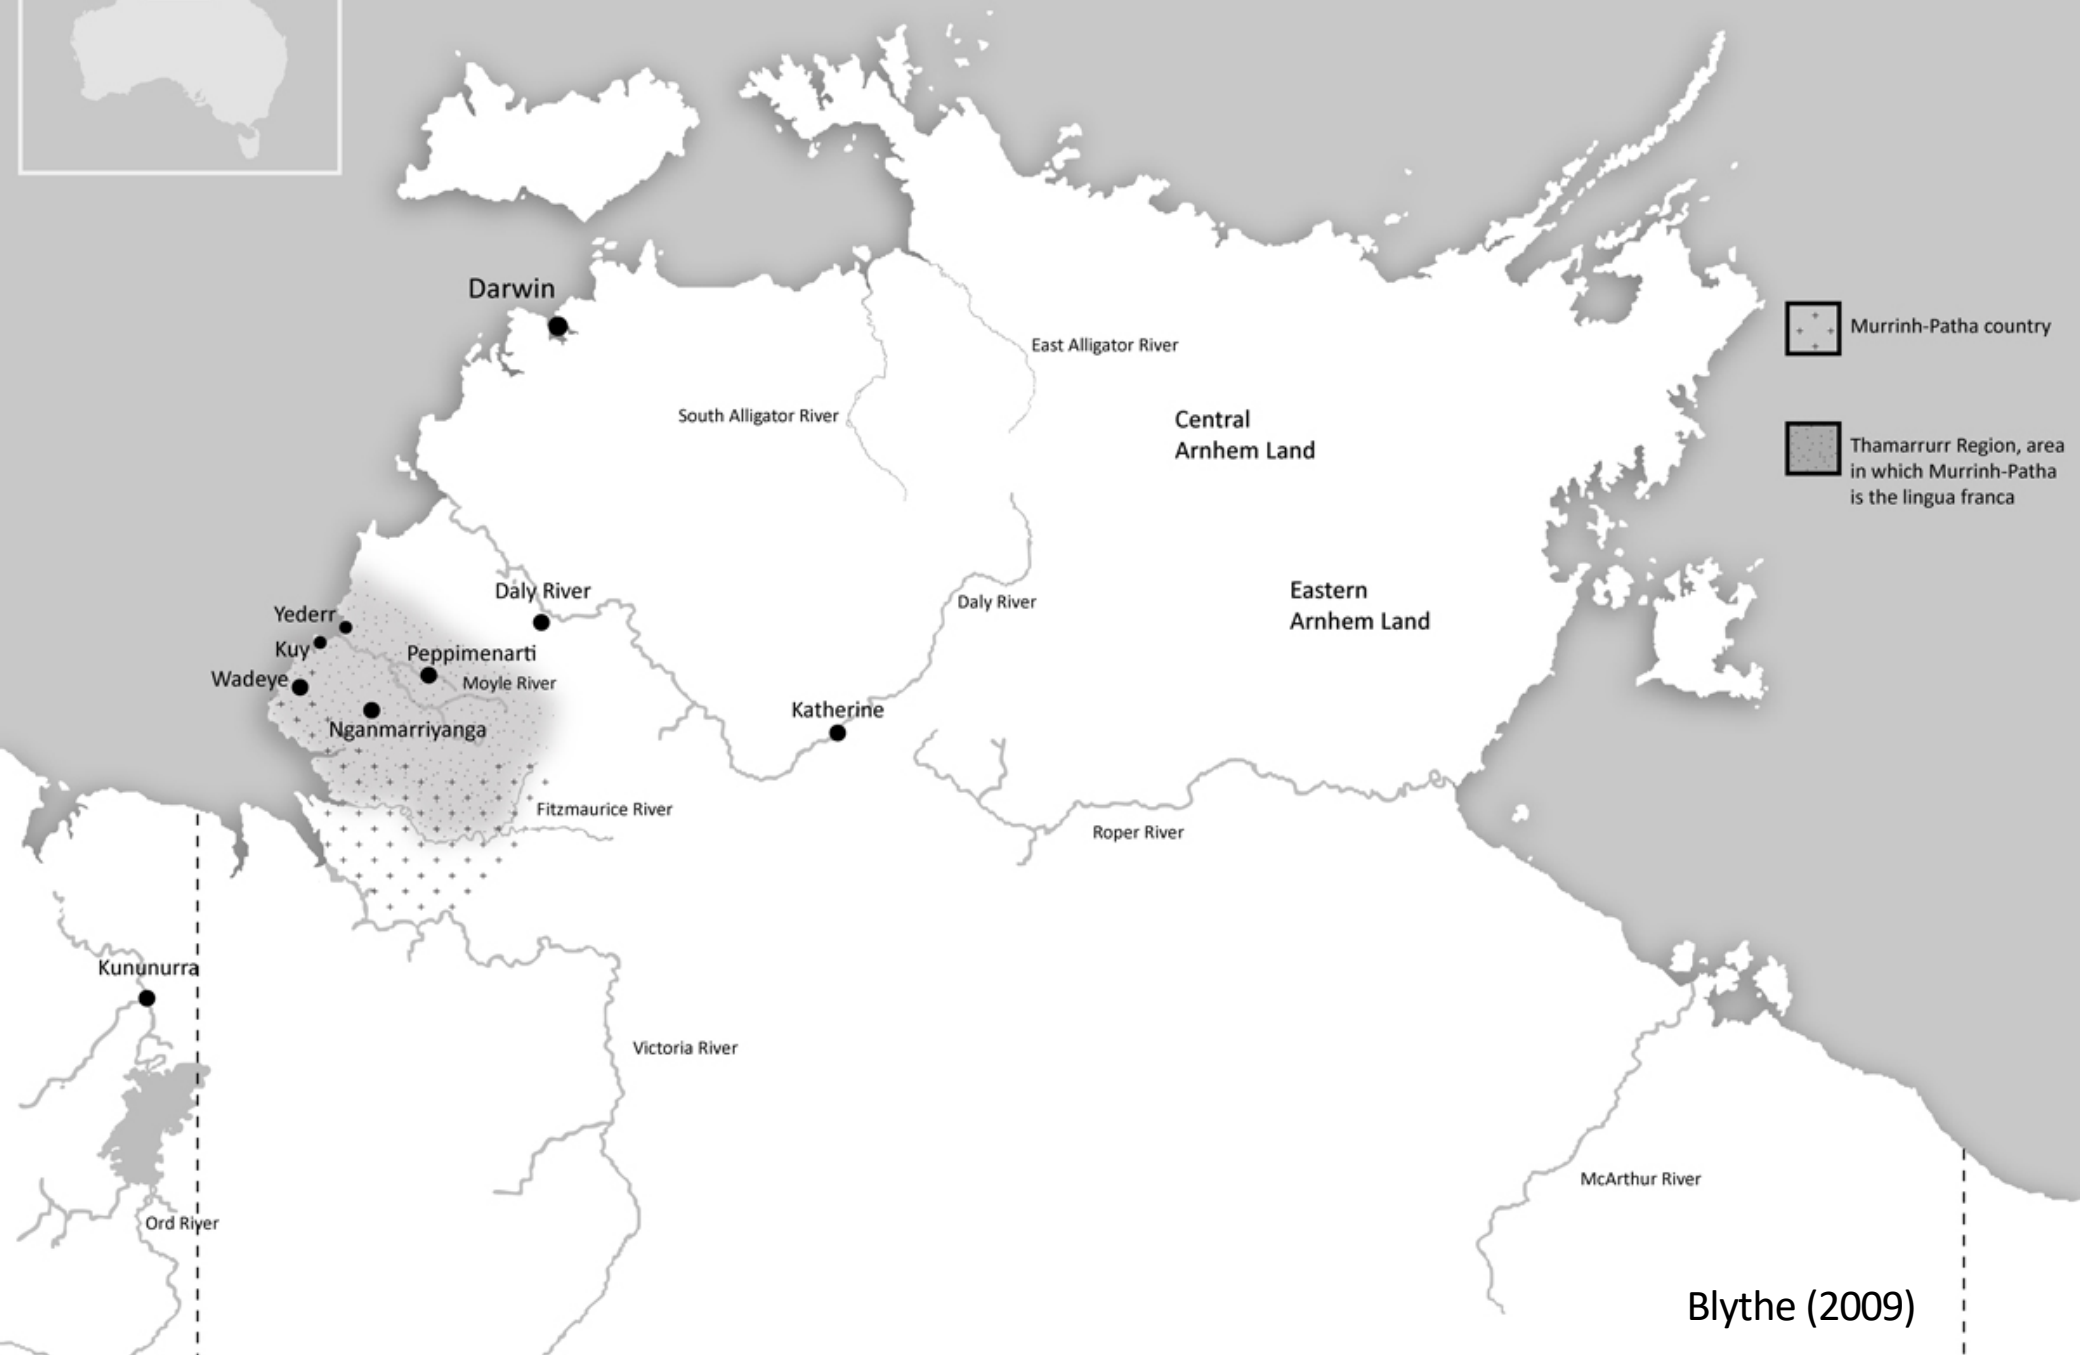 Darwin
Murrinh-Patha country
East Alligator River
South Alligator River
Central
Arnhem Land
Thamarrurr Region, area
in which Murrinh-Patha
is the lingua franca
Daly River
Daly River
Eastern
Arnhem Land
Yederr
Kuy
Peppimenarti
Wadeye
Moyle River
Nganmarriyanga
Katherine
Fitzmaurice River
Roper River
Kununurra
Victoria River
McArthur River
Ord River
Blythe (2009)